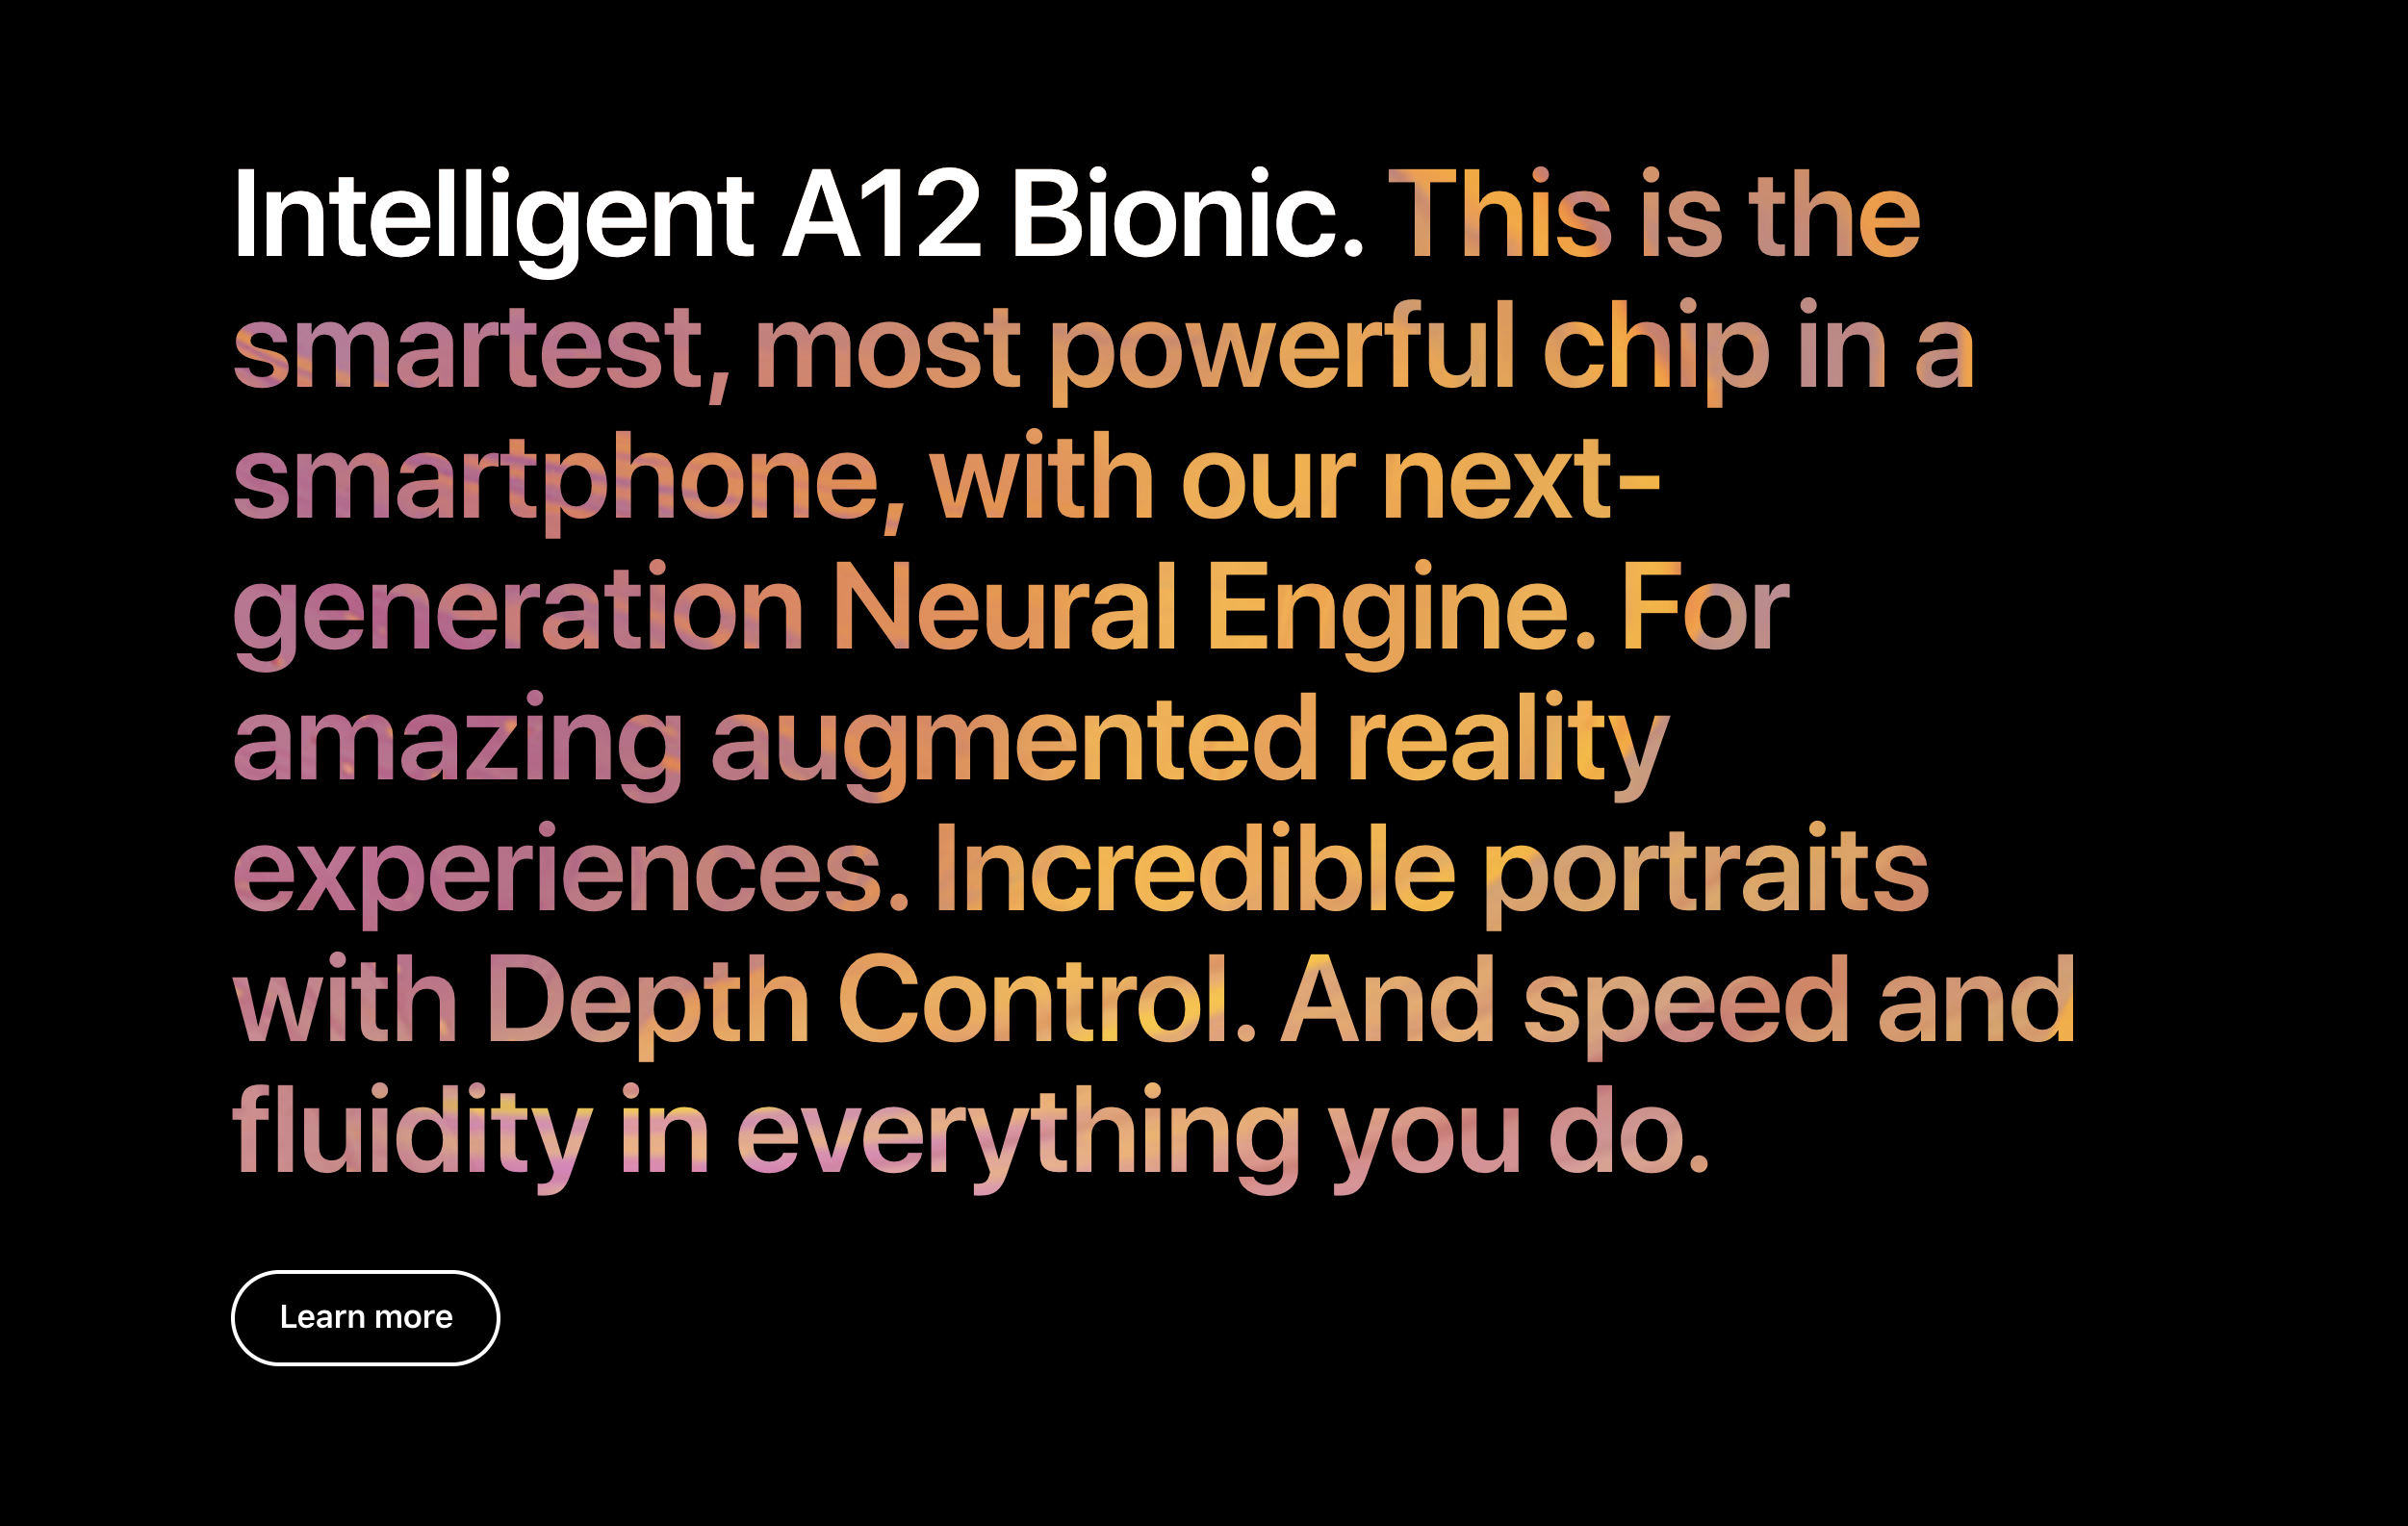 Intelligent A12 Bionic. This is the
smartest, most powerful chip in a
smartphone, with our next-
generation Neural Engine. For
amazing augmented reality
experiences. Incredible portraits
with Depth Control. And speed and
fluidity in everything you do.
Learn more